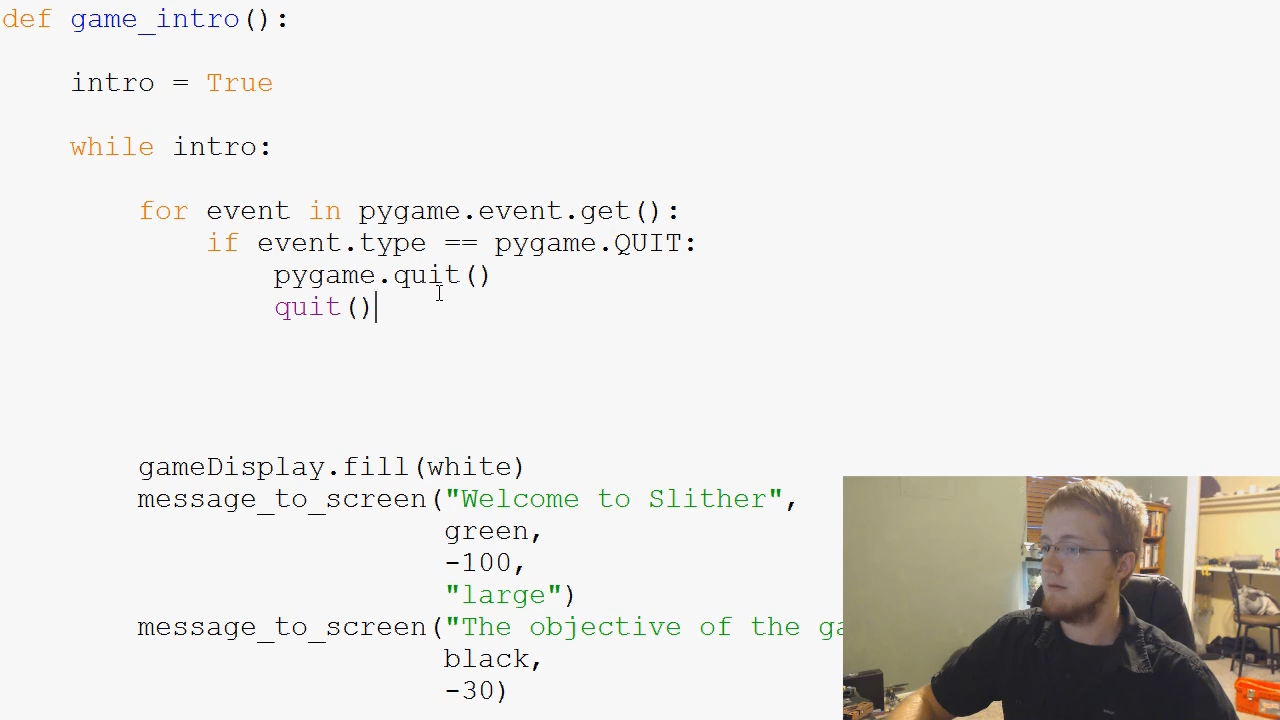 def game_intro():
intro = True
while intro:
for event in pygame.event.get():
if event.type == pygame.QUIT:
pygame.quit()
quit()
gameDisplay.fill(white)
message_to_screen("Welcome to Slither",
green,
-100,
"large")
message_to_screen("The objective of the
black,
-30)